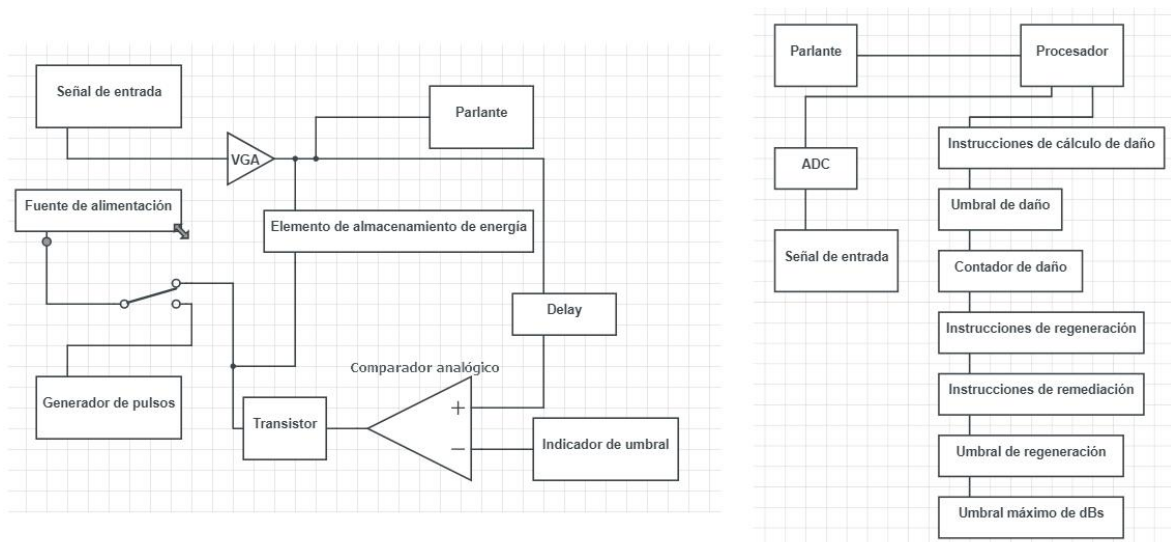 Señal de entrada
Parlante
VGA
Fuente de alimentación
Elemento de almacenamiento de energía
Delay
Comparador analógico
Generador de pulsos
Transistor
+
−
Indicador de umbral
Parlante
Procesador
Instrucciones de cálculo de daño
ADC
Umbral de daño
Señal de entrada
Contador de daño
Instrucciones de regeneración
Instrucciones de remediación
Umbral de regeneración
Umbral máximo de dBs